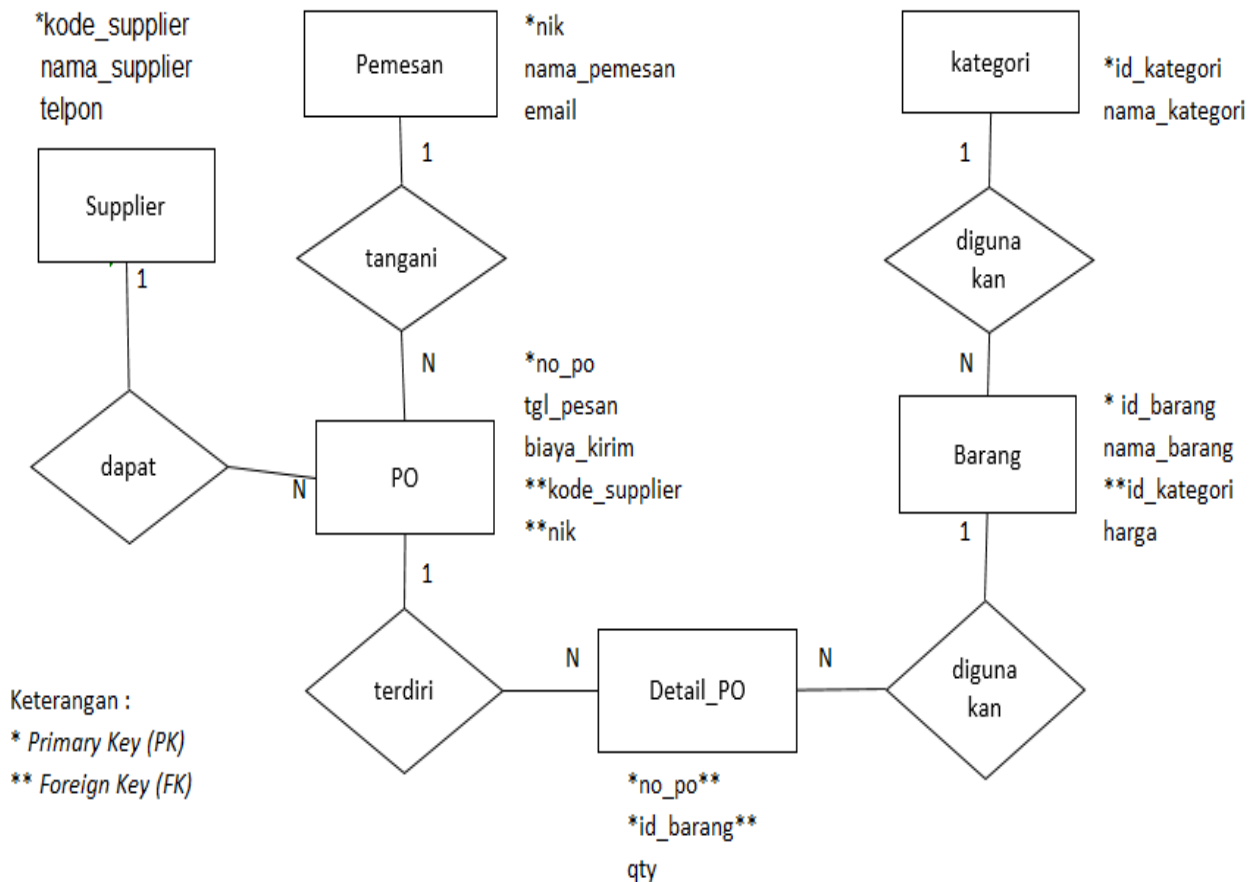 *kode_supplier
nama_supplier
telpon
Supplier
1
dapat
N
Pemesan
*nik
nama_pemesan
email
1
tangani
N
PO
*no_po
tgl_pesan
biaya_kirim
**kode_supplier
**nik
1
terdiri
N
Detail_PO
*no_po**
*id_barang**
qty
N
kategori
*id_kategori
nama_kategori
1
diguna
kan
N
Barang
* id_barang
nama_barang
**id_kategori
harga
1
diguna
kan
Keterangan :
* Primary Key (PK)
** Foreign Key (FK)